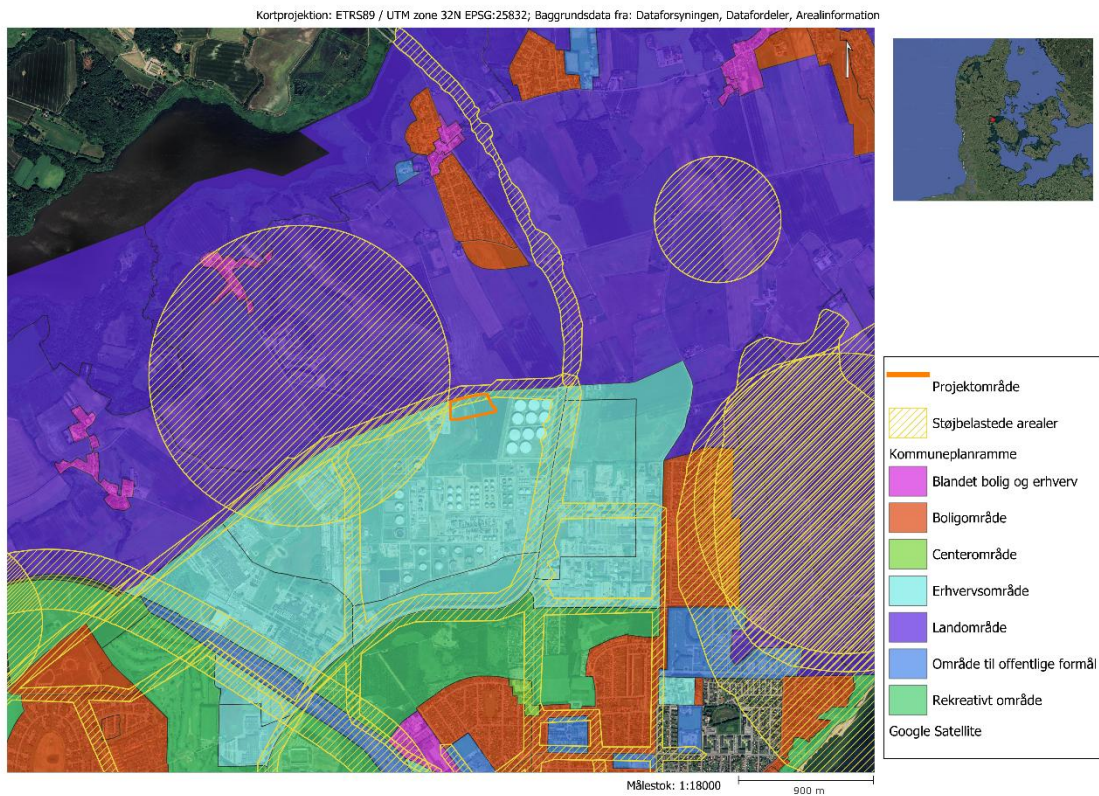 Kortprojektion: ETRS89 / UTM zone 32N EPSG:25832; Baggrundsdata fra: Dataforsyningen, Datafordeler, Arealinformation
Projektområde
Støjbelastede arealer
Kommuneplanramme
Blandet bolig og erhverv
Boligområde
Centerområde
Erhvervsområde
Landområde
Område til offentlige formål
Rekreativt område
Google Satellite
Målestok: 1:18000
900 m